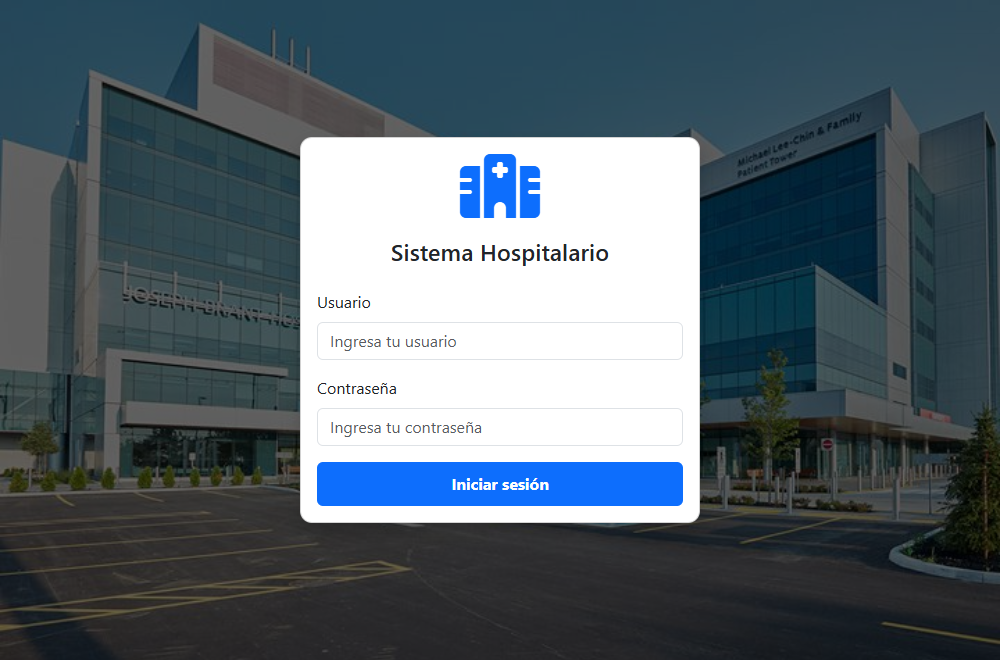 Michael Lee-Chin & Family
Patient Tower
JOSEPH BRANT HOS
Sistema Hospitalario
Usuario
Ingresa tu usuario
Contraseña
Ingresa tu contraseña
Iniciar sesión